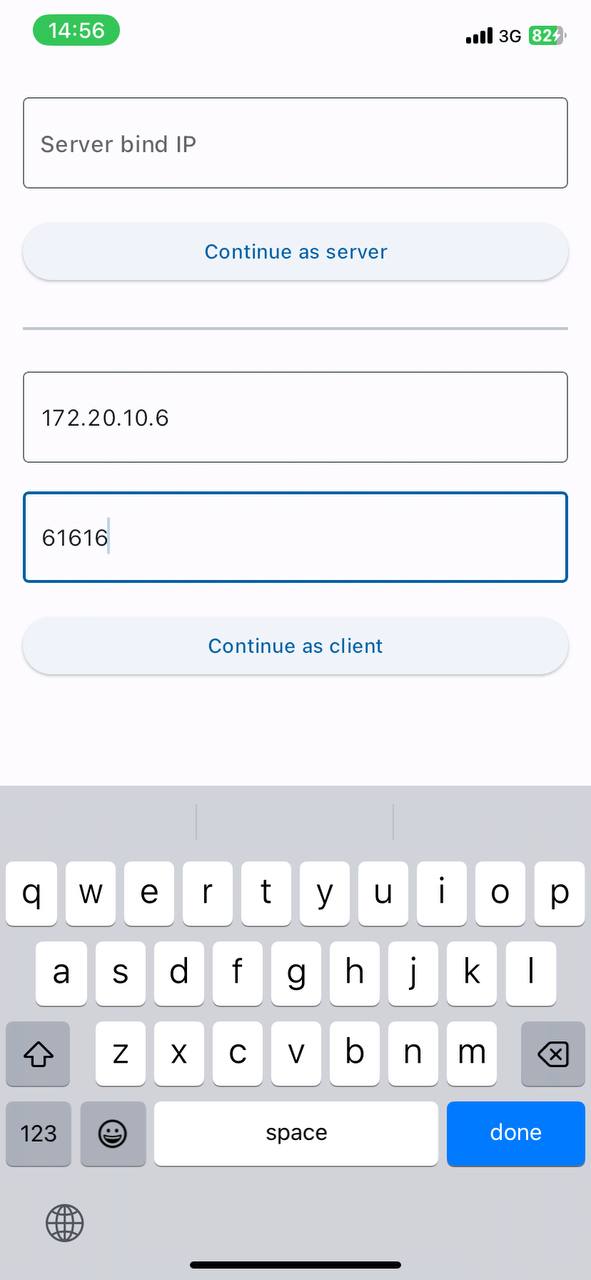 14:56
3G 82
Server bind IP
Continue as server
172.20.10.6
61616
Continue as client
q w e r t y u i o p
a s d f g h j k l
z x c v b n m
123 space done